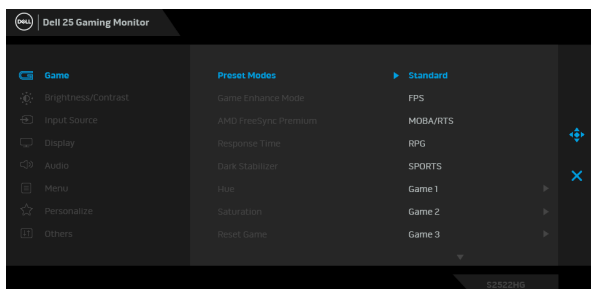 DELL Dell 25 Gaming Monitor
Game
Brightness/Contrast
Input Source
Display
Audio
Menu
Personalize
Others
Preset Modes
Game Enhance Mode
AMD FreeSync Premium
Response Time
Dark Stabilizer
Hue
Saturation
Reset Game
Standard
FPS
MOBA/RTS
RPG
SPORTS
Game 1
Game 2
Game 3
S2522HG